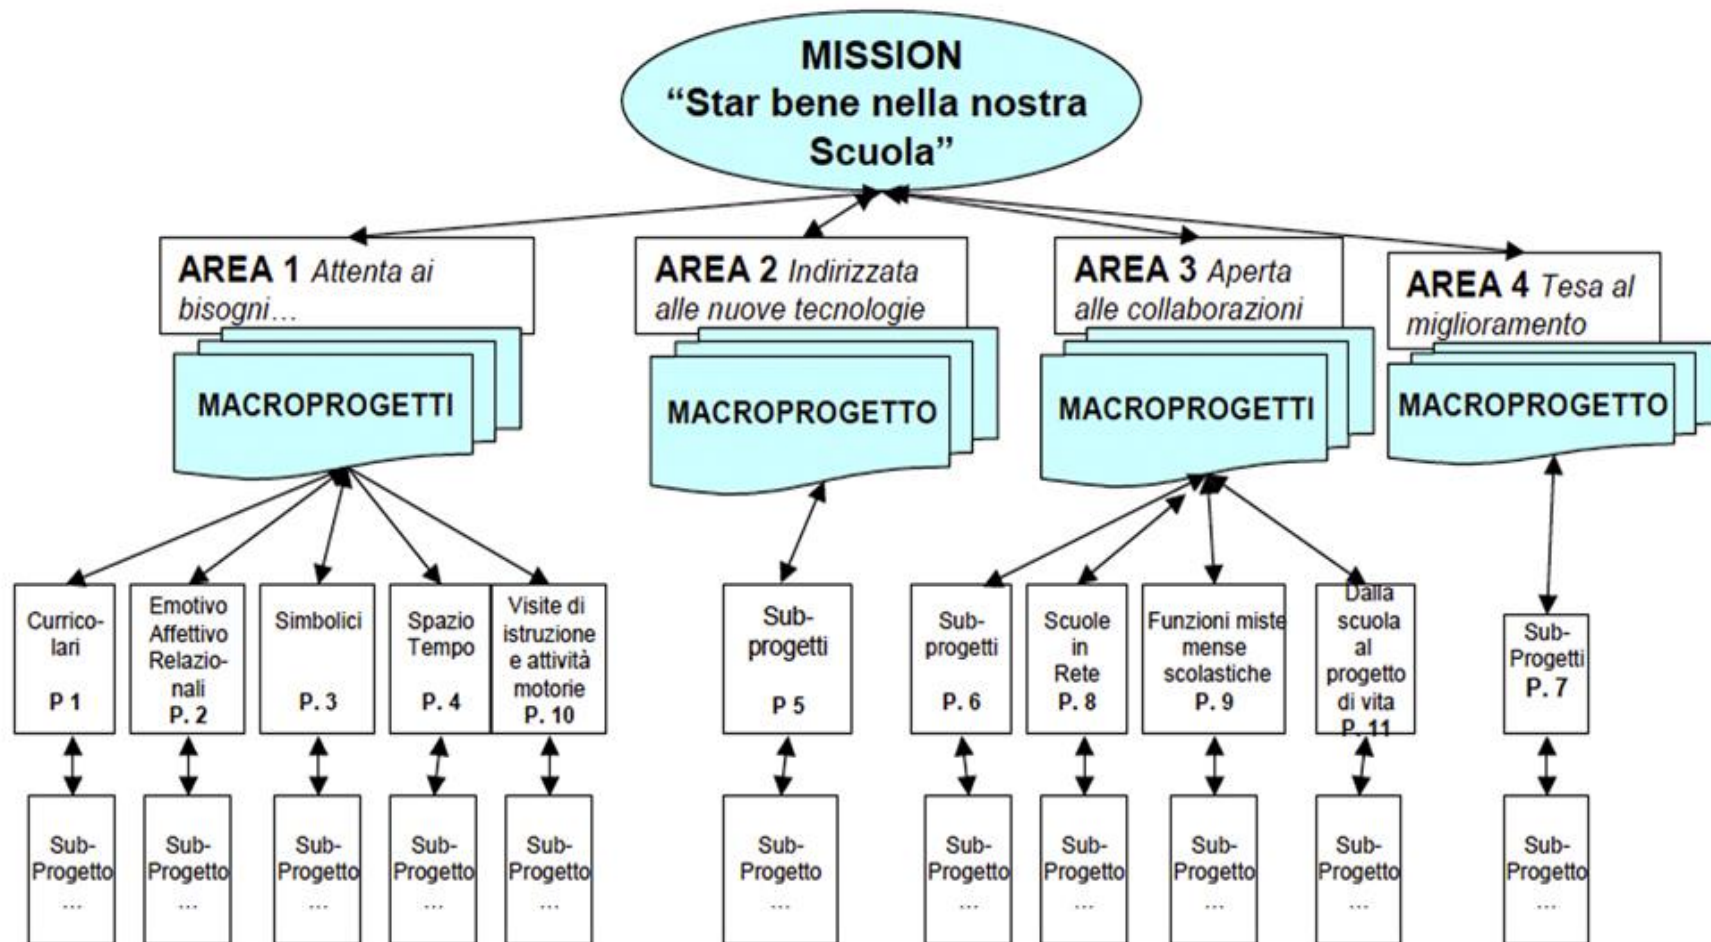 MISSION
“Star bene nella nostra
Scuola”
AREA 1 Attenta ai
bisogni…
AREA 2 Indirizzata
alle nuove tecnologie
AREA 3 Aperta
alle collaborazioni
AREA 4 Tesa al
miglioramento
MACROPROGETTI
MACROPROGETTO
MACROPROGETTI
MACROPROGETTO
Currico-
lari
P 1
Emotivo
Affettivo
Relazio-
nali
P. 2
Simbolici
P. 3
Spazio
Tempo
P. 4
Visite di
istruzione
e attività
motorie
P. 10
Sub-
progetti
P 5
Sub-
progetti
P. 6
Scuole
in
Rete
P. 8
Funzioni miste
mense
scolastiche
P. 9
Dalla
scuola
al
progetto
di vita
P. 11
Sub-
Progetti
P. 7
Sub-
Progetto
…
Sub-
Progetto
…
Sub-
Progetto
…
Sub-
Progetto
…
Sub-
Progetto
…
Sub-
Progetto
…
Sub-
Progetto
…
Sub-
Progetto
…
Sub-
Progetto
…
Sub-
Progetto
…
Sub-
Progetto
…